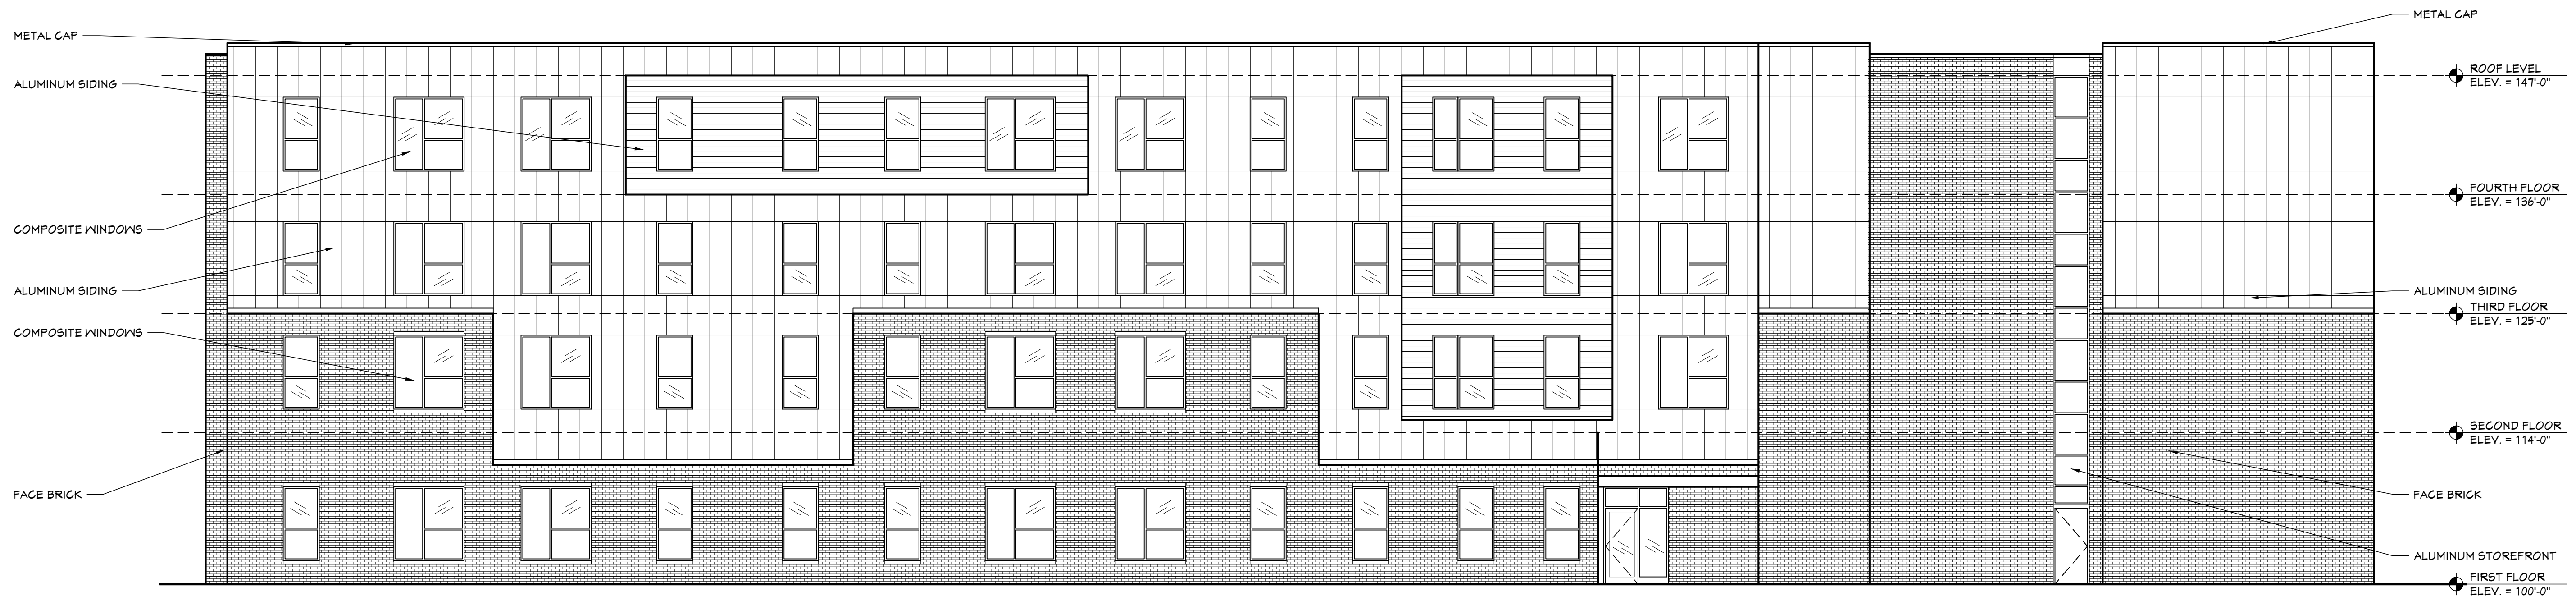 METAL CAP
ALUMINUM SIDING
COMPOSITE WINDOWS
ALUMINUM SIDING
COMPOSITE WINDOWS
FACE BRICK
METAL CAP
ROOF LEVEL
ELEV. = 147'-0"
FOURTH FLOOR
ELEV. = 136'-0"
ALUMINUM SIDING
THIRD FLOOR
ELEV. = 125'-0"
SECOND FLOOR
ELEV. = 114'-0"
FACE BRICK
ALUMINUM STOREFRONT
FIRST FLOOR
ELEV. = 100'-0"